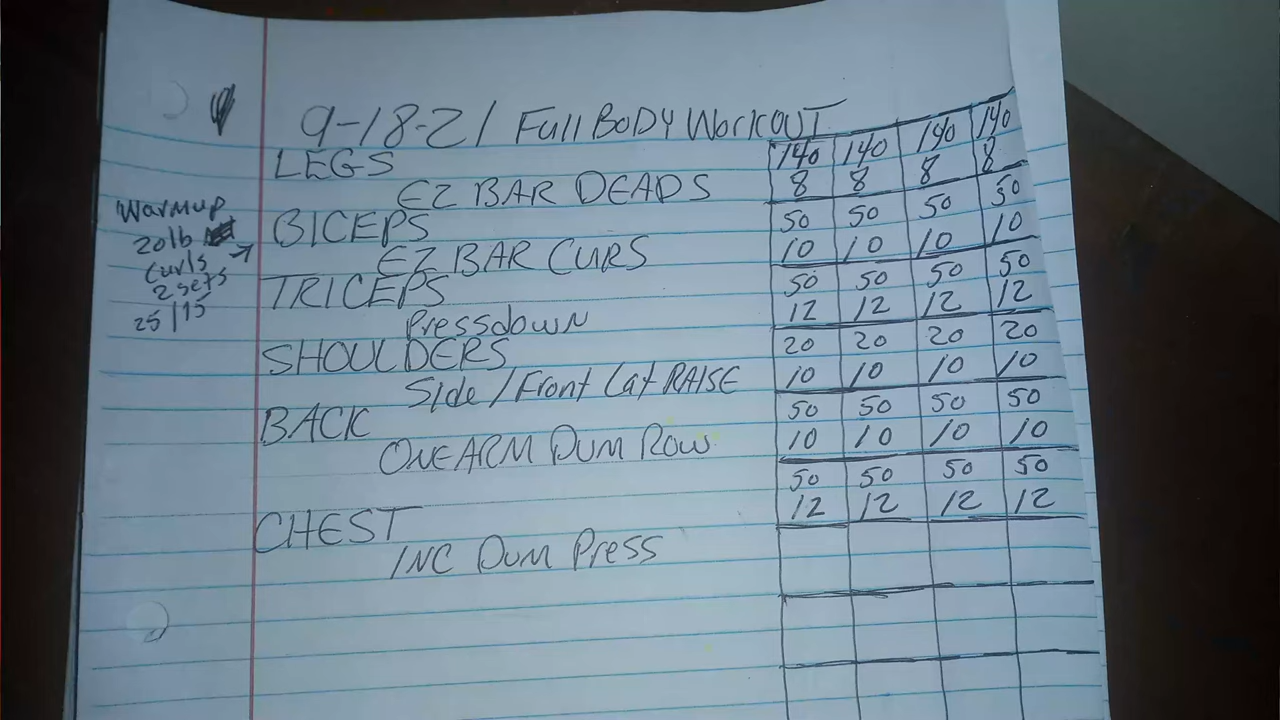 9-18-21 Full BODY WORKOUT
LEGS 140 140 140 140
EZ BAR DEADS 8 8 8 8
BICEPS 50 50 50 50
EZ BAR CURS 10 10 10 10
TRICEPS 50 50 50 50
Pressdown 12 12 12 12
SHOULDERS 20 20 20 20
Side/Front Lat RAISE 10 10 10 10
BACK 50 50 50 50
ONE ARM DUM ROW 10 10 10 10
50 50 50 50
12 12 12 12
CHEST
INC DUM Press
Warmup
20lb
Curls →
2 sets
25/15